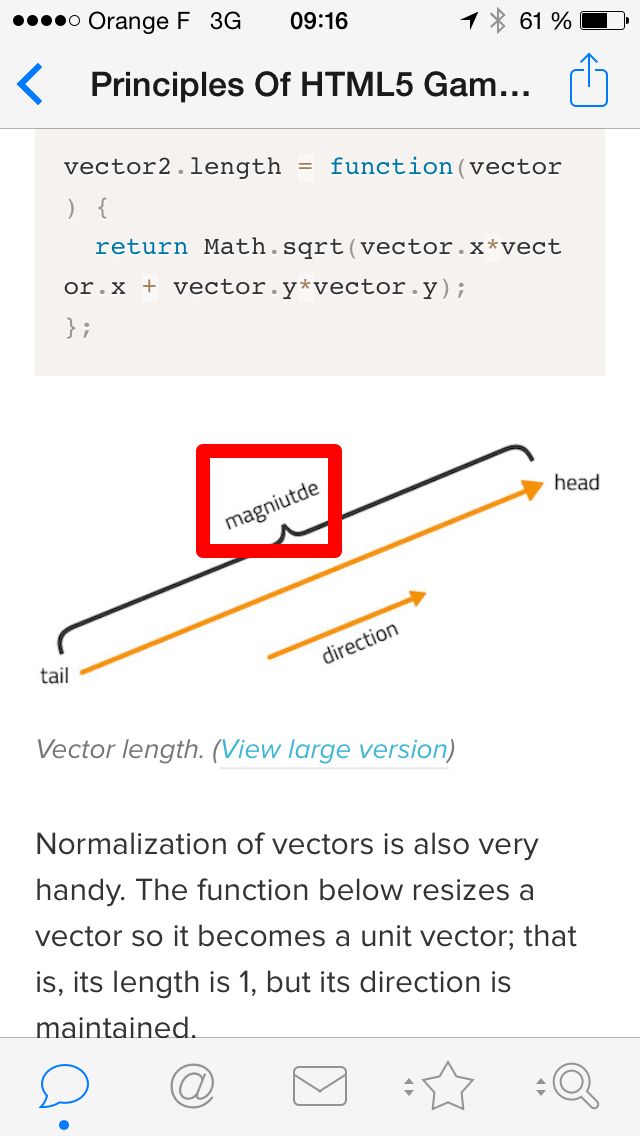 Orange F 3G 09:16 61 %
Principles Of HTML5 Gam...
vector2.length = function(vector
) {
return Math.sqrt(vector.x*vect
or.x + vector.y*vector.y);
};
magniutde
head
direction
tail
Vector length. (View large version)
Normalization of vectors is also very
handy. The function below resizes a
vector so it becomes a unit vector; that
is, its length is 1, but its direction is
maintained.